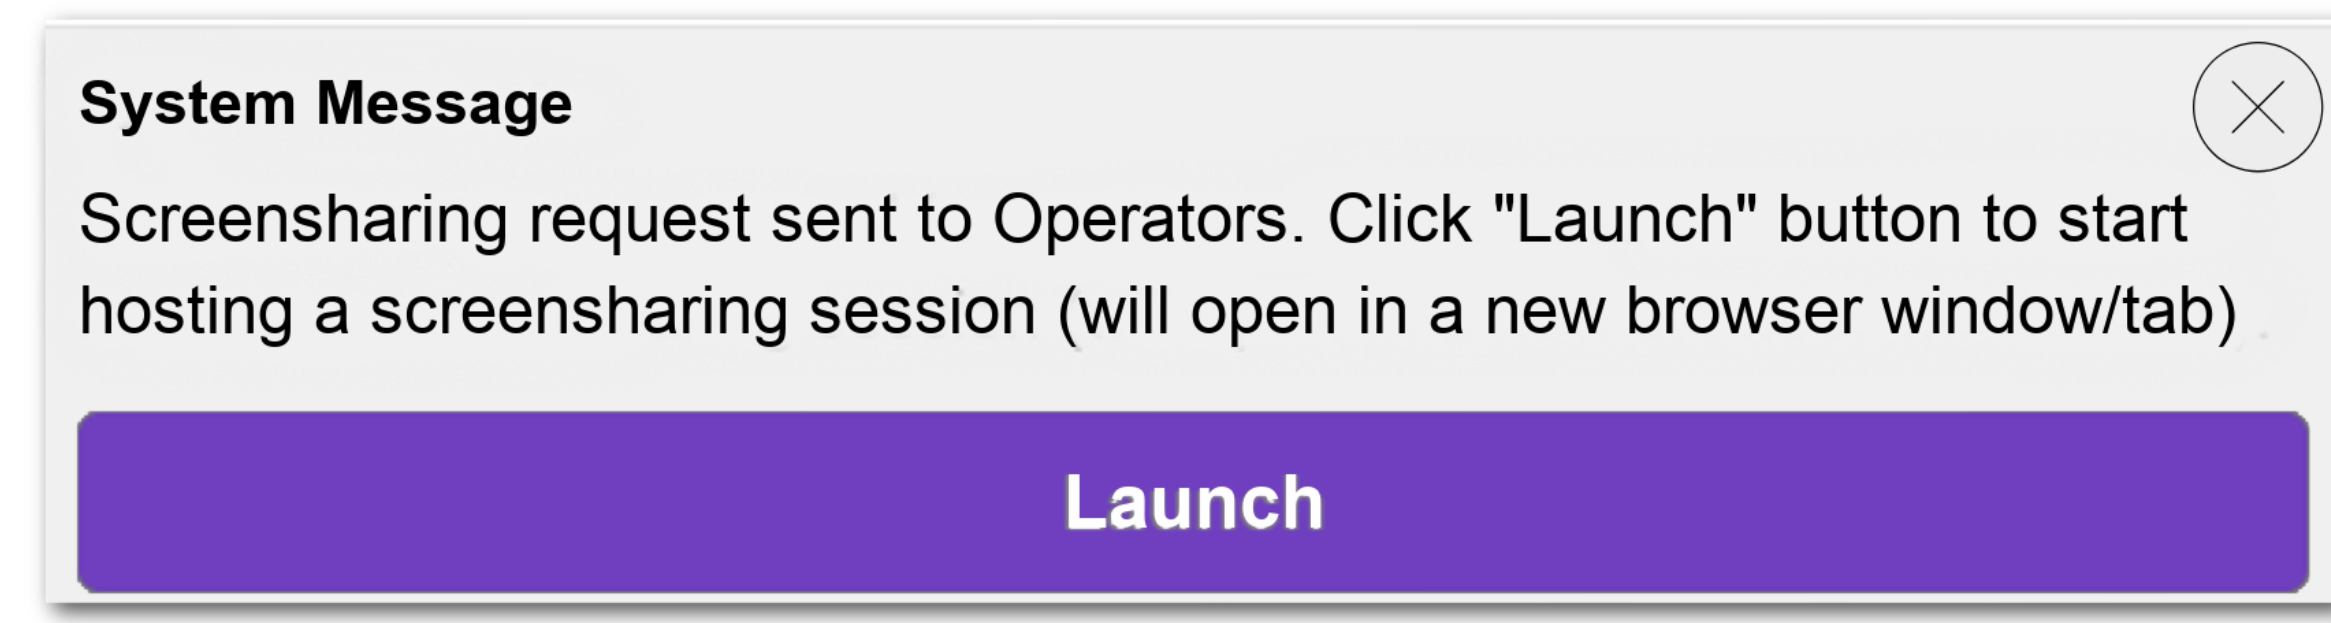 System Message
Screensharing request sent to Operators. Click "Launch" button to start
hosting a screensharing session (will open in a new browser window/tab)
Launch